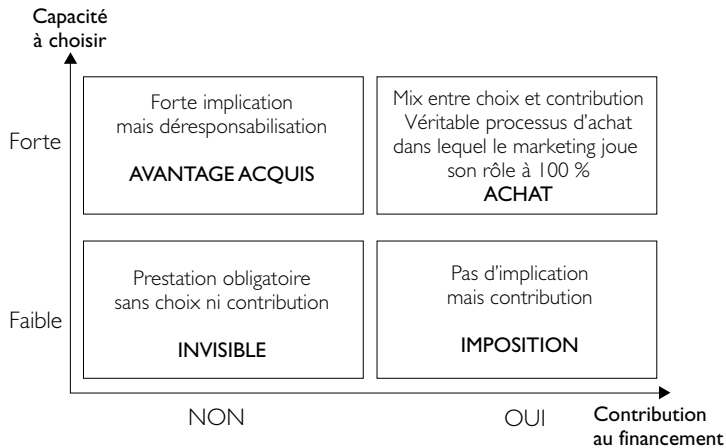 Capacité
à choisir
Forte
Forte implication
mais déresponsabilisation
AVANTAGE ACQUIS
Mix entre choix et contribution
Véritable processus d’achat
dans lequel le marketing joue
son rôle à 100 %
ACHAT
Faible
Prestation obligatoire
sans choix ni contribution
INVISIBLE
Pas d’implication
mais contribution
IMPOSITION
NON
OUI
Contribution
au financement